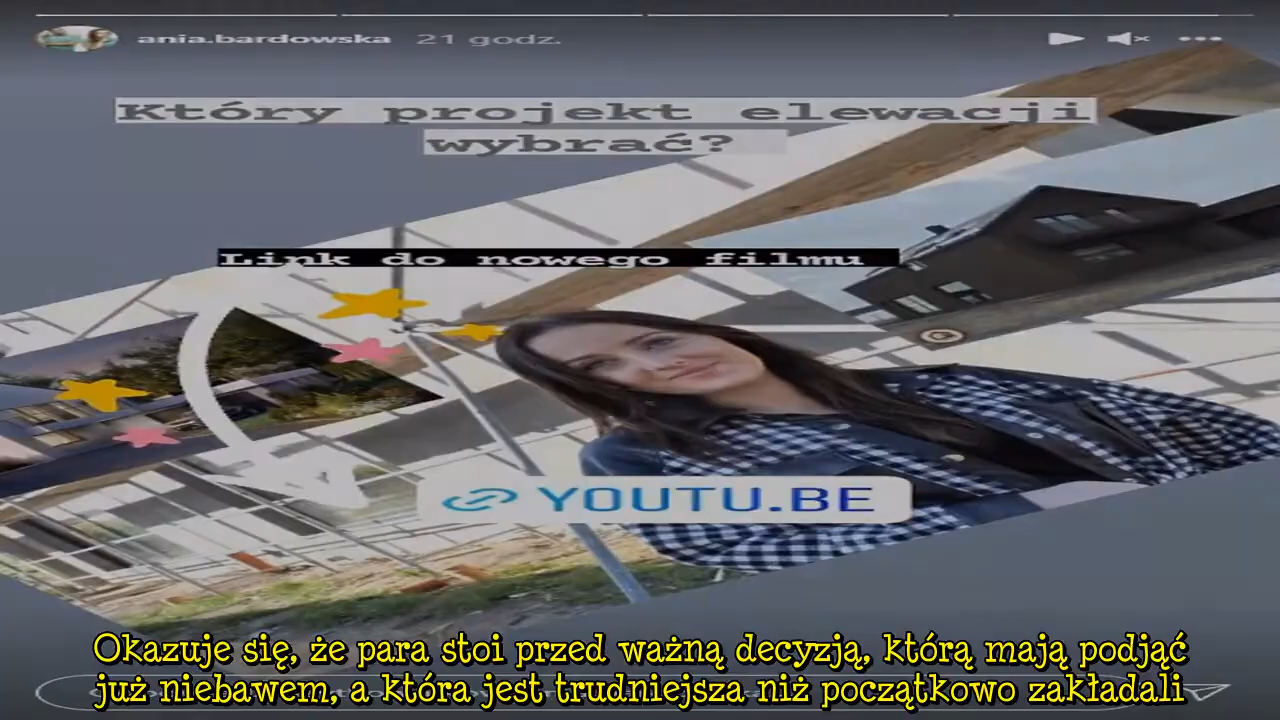 ania.bardowska 21 godz.
Który projekt elewacji
wybrać?
Link do nowego filmu
YOUTU.BE
Okazuje się, że para stoi przed ważną decyzją, którą mają podjąć
już niebawem, a która jest trudniejsza niż początkowo zakładali